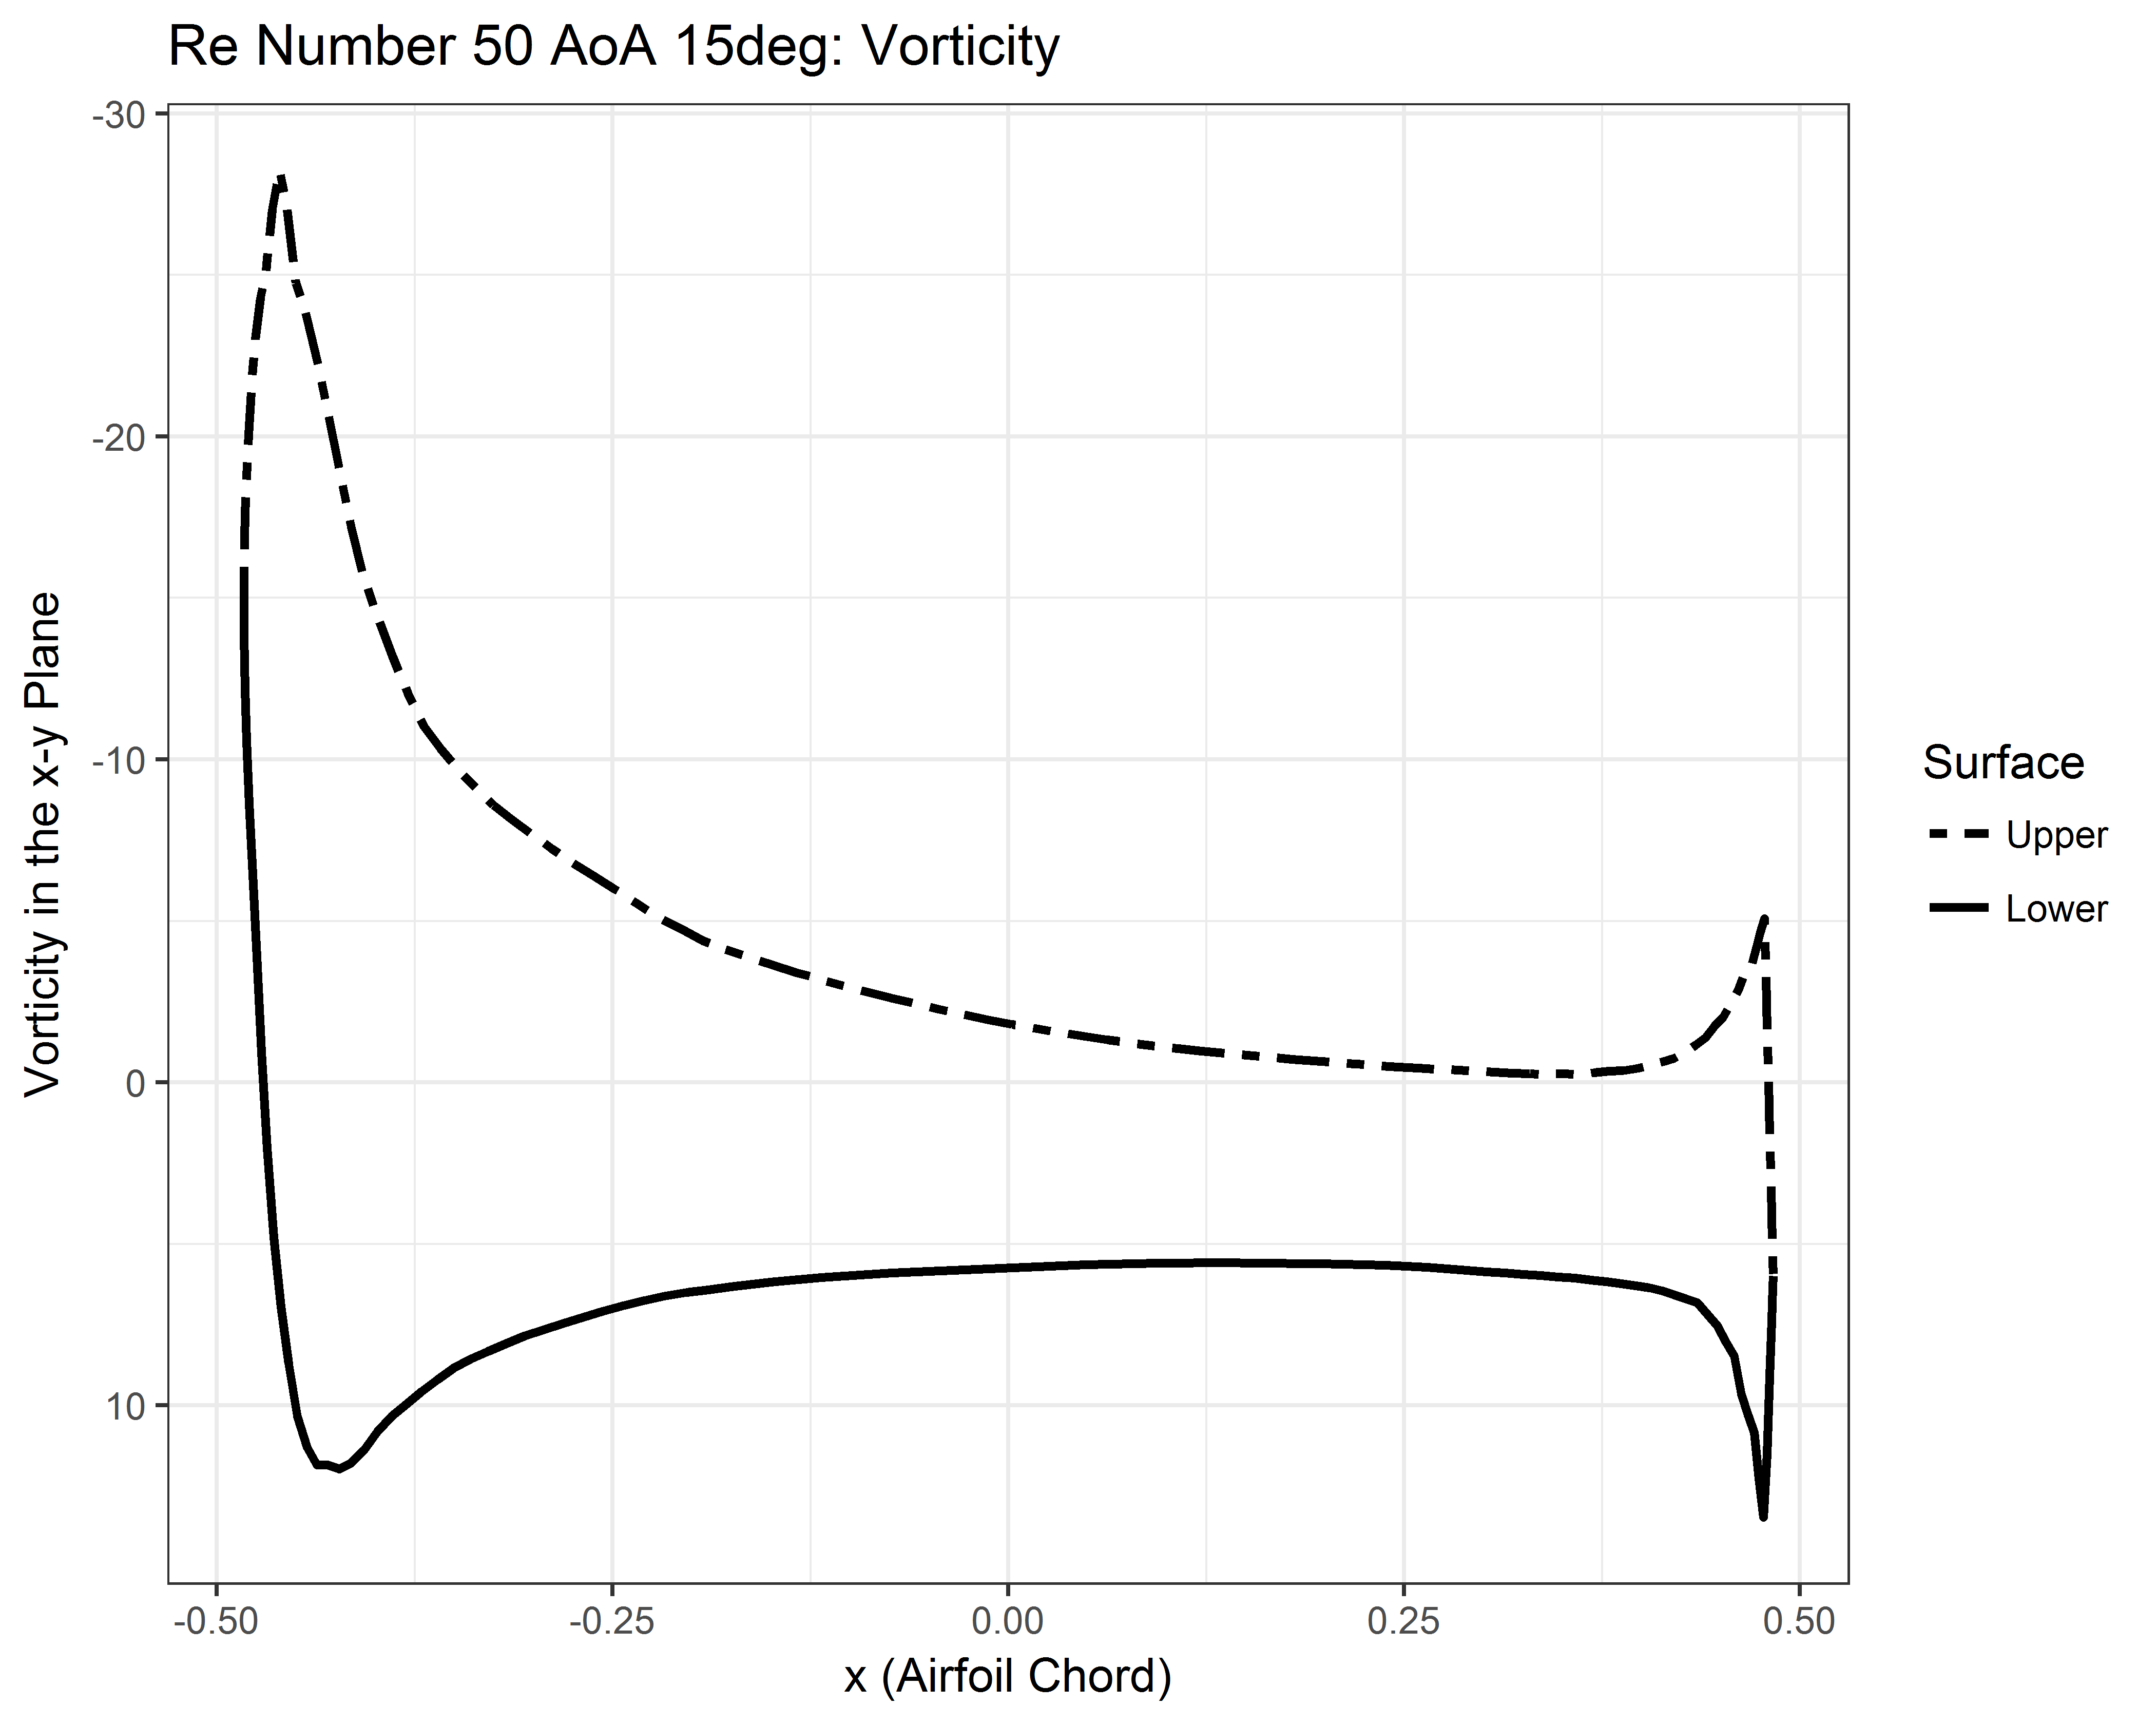 Re Number 50 AoA 15deg: Vorticity
-30
-20
-10
0
10
Vorticity in the x-y Plane
-0.50
-0.25
0.00
0.25
0.50
x (Airfoil Chord)
Surface
Upper
Lower